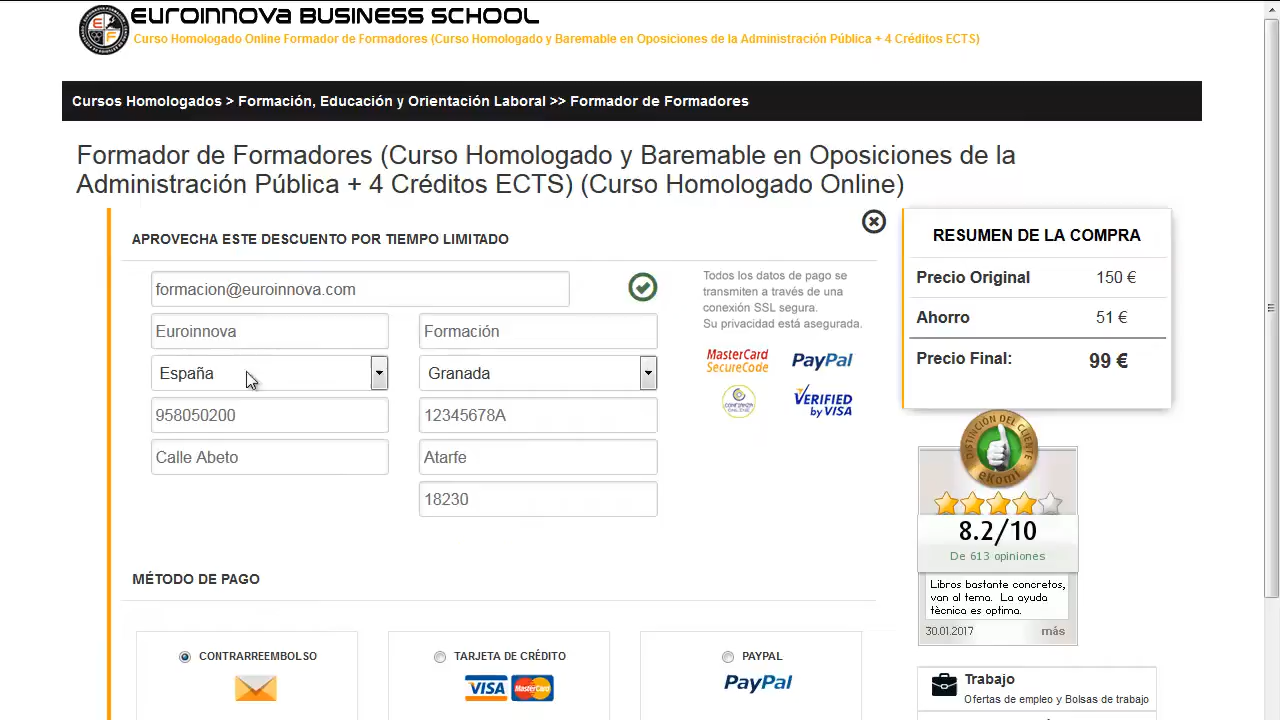 EUROINNOVA BUSINESS SCHOOL
Curso Homologado Online Formador de Formadores (Curso Homologado y Baremable en Oposiciones de la Administración Pública + 4 Créditos ECTS)
Cursos Homologados > Formación, Educación y Orientación Laboral >> Formador de Formadores
Formador de Formadores (Curso Homologado y Baremable en Oposiciones de la
Administración Pública + 4 Créditos ECTS) (Curso Homologado Online)
APROVECHA ESTE DESCUENTO POR TIEMPO LIMITADO
formacion@euroinnova.com
Euroinnova
Formación
España
Granada
958050200
12345678A
Calle Abeto
Atarfe
18230
Todos los datos de pago se
transmiten a través de una
conexión SSL segura.
Su privacidad está asegurada.
MasterCard
SecureCode
PayPal
CONFIANZA
ONLINE
VERIFIED
by VISA
MÉTODO DE PAGO
CONTRARREEMBOLSO
TARJETA DE CRÉDITO
VISA
MasterCard
PAYPAL
PayPal
RESUMEN DE LA COMPRA
Precio Original 150 €
Ahorro 51 €
Precio Final: 99 €
DISTINCIÓN DEL CLIENTE
eKomi
8.2/10
De 613 opiniones
Libros bastante concretos,
van al tema. La ayuda
tècnica es optima.
30.01.2017 más
Trabajo
Ofertas de empleo y Bolsas de trabajo